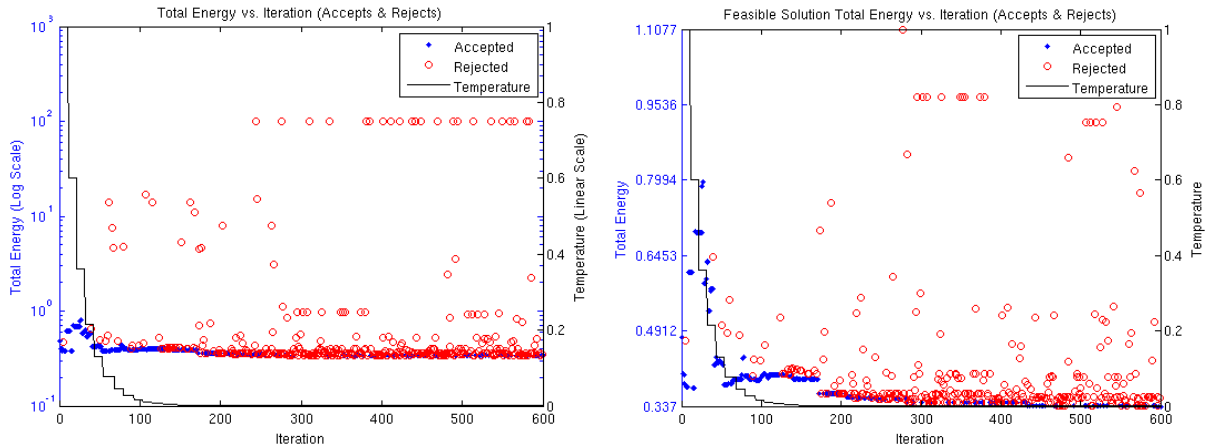 Total Energy vs. Iteration (Accepts & Rejects)
10^3
10^2
10^1
10^0
10^-1
Total Energy (Log Scale)
Accepted
Rejected
Temperature
1
0.8
0.6
0.4
0.2
0
Temperature (Linear Scale)
0 100 200 300 400 500 600
Iteration
Feasible Solution Total Energy vs. Iteration (Accepts & Rejects)
1.1077
0.9536
0.7994
0.6453
0.4912
0.337
Total Energy
Accepted
Rejected
Temperature
1
0.8
0.6
0.4
0.2
0
Temperature
0 100 200 300 400 500 600
Iteration